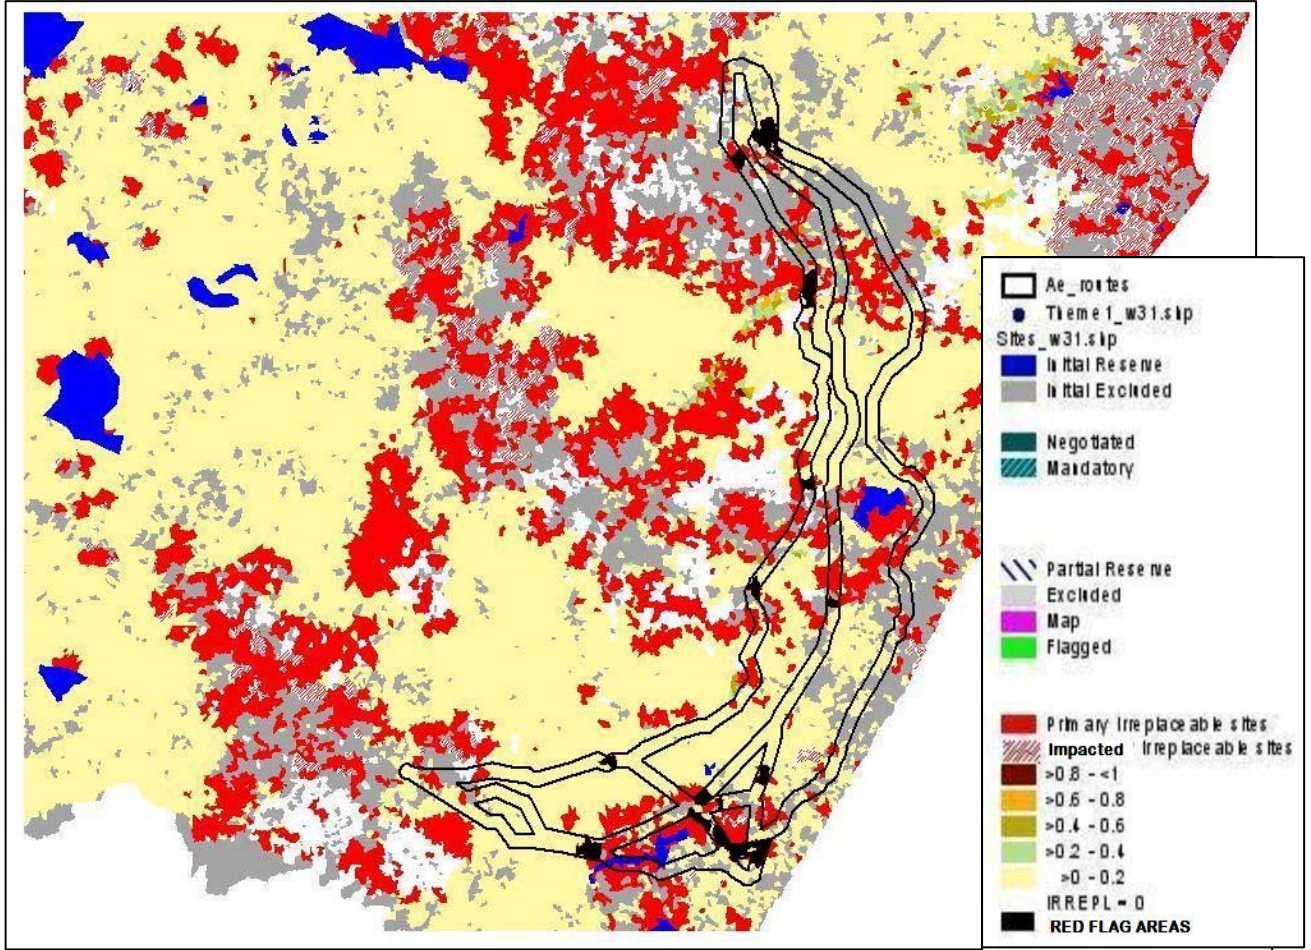 Ae_routes
Theme1_w31.shp
Sites_w31.shp
Initial Reserve
Initial Excluded
Negotiated
Mandatory
Partial Reserve
Excluded
Map
Flagged
Primary Irreplaceable sites
Impacted Irreplaceable sites
>0.8 - <1
>0.6 - 0.8
>0.4 - 0.6
>0.2 - 0.4
>0 - 0.2
IRREPL = 0
RED FLAG AREAS